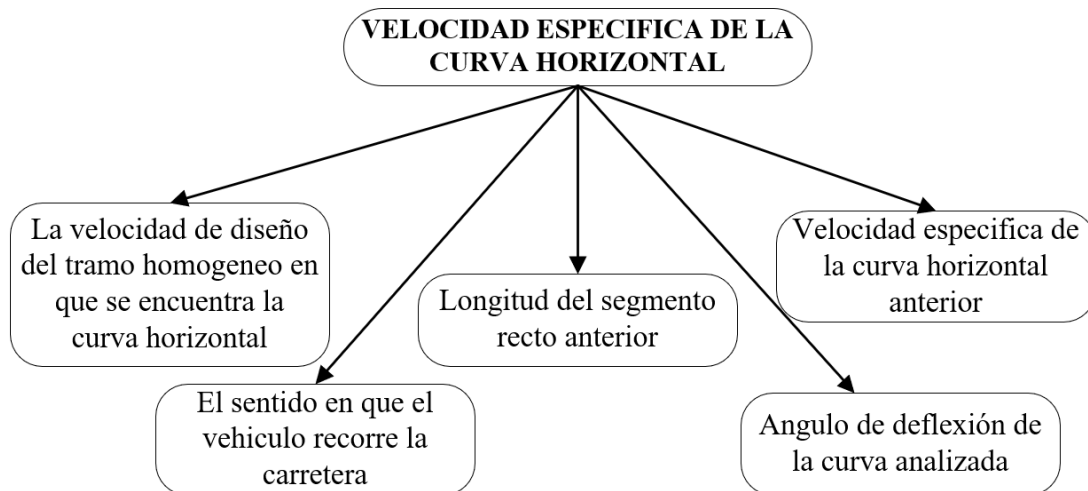 VELOCIDAD ESPECIFICA DE LA
CURVA HORIZONTAL
La velocidad de diseño
del tramo homogeneo en
que se encuentra la
curva horizontal
El sentido en que el
vehiculo recorre la
carretera
Longitud del segmento
recto anterior
Angulo de deflexión de
la curva analizada
Velocidad especifica de
la curva horizontal
anterior